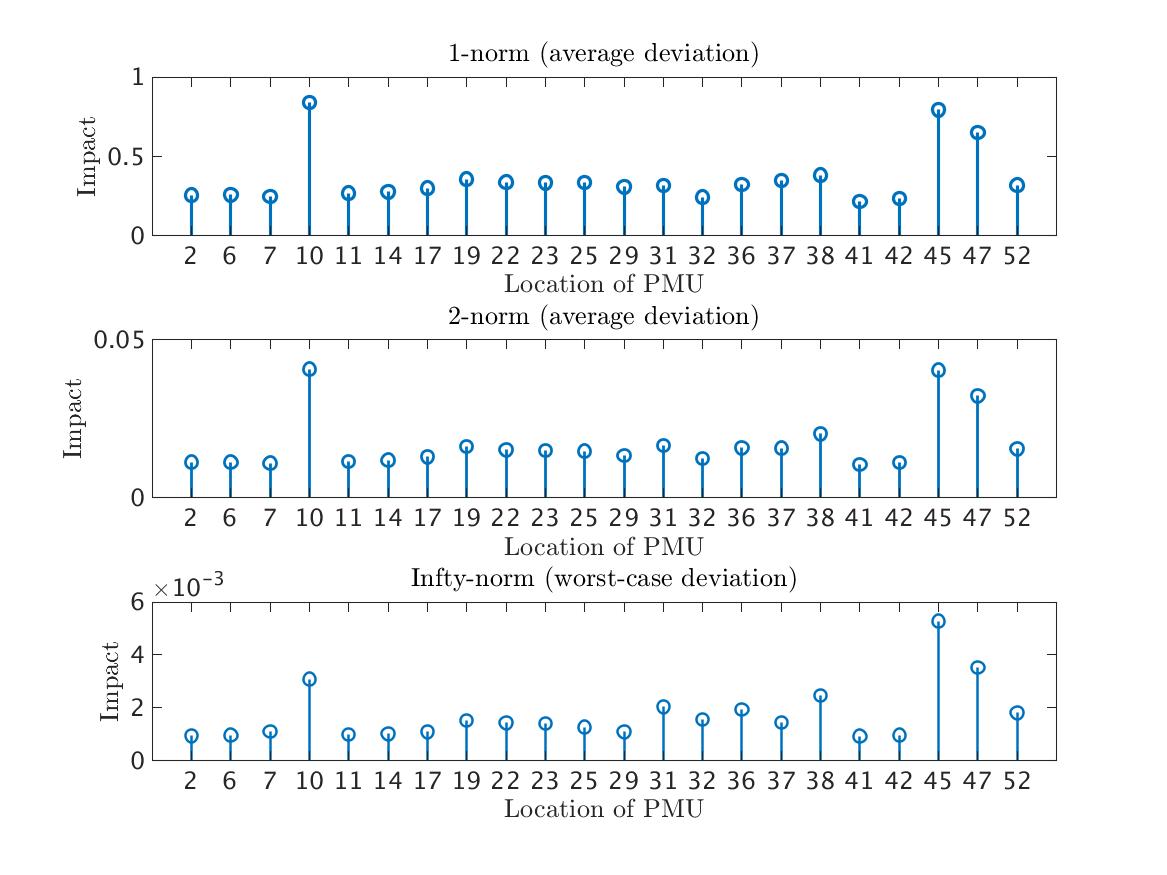 1-norm (average deviation)
1
0.5
0
Impact
2 6 7 10 11 14 17 19 22 23 25 29 31 32 36 37 38 41 42 45 47 52
Location of PMU
2-norm (average deviation)
0.05
0
Impact
2 6 7 10 11 14 17 19 22 23 25 29 31 32 36 37 38 41 42 45 47 52
Location of PMU
Infty-norm (worst-case deviation)
×10⁻³
6
4
2
0
Impact
2 6 7 10 11 14 17 19 22 23 25 29 31 32 36 37 38 41 42 45 47 52
Location of PMU